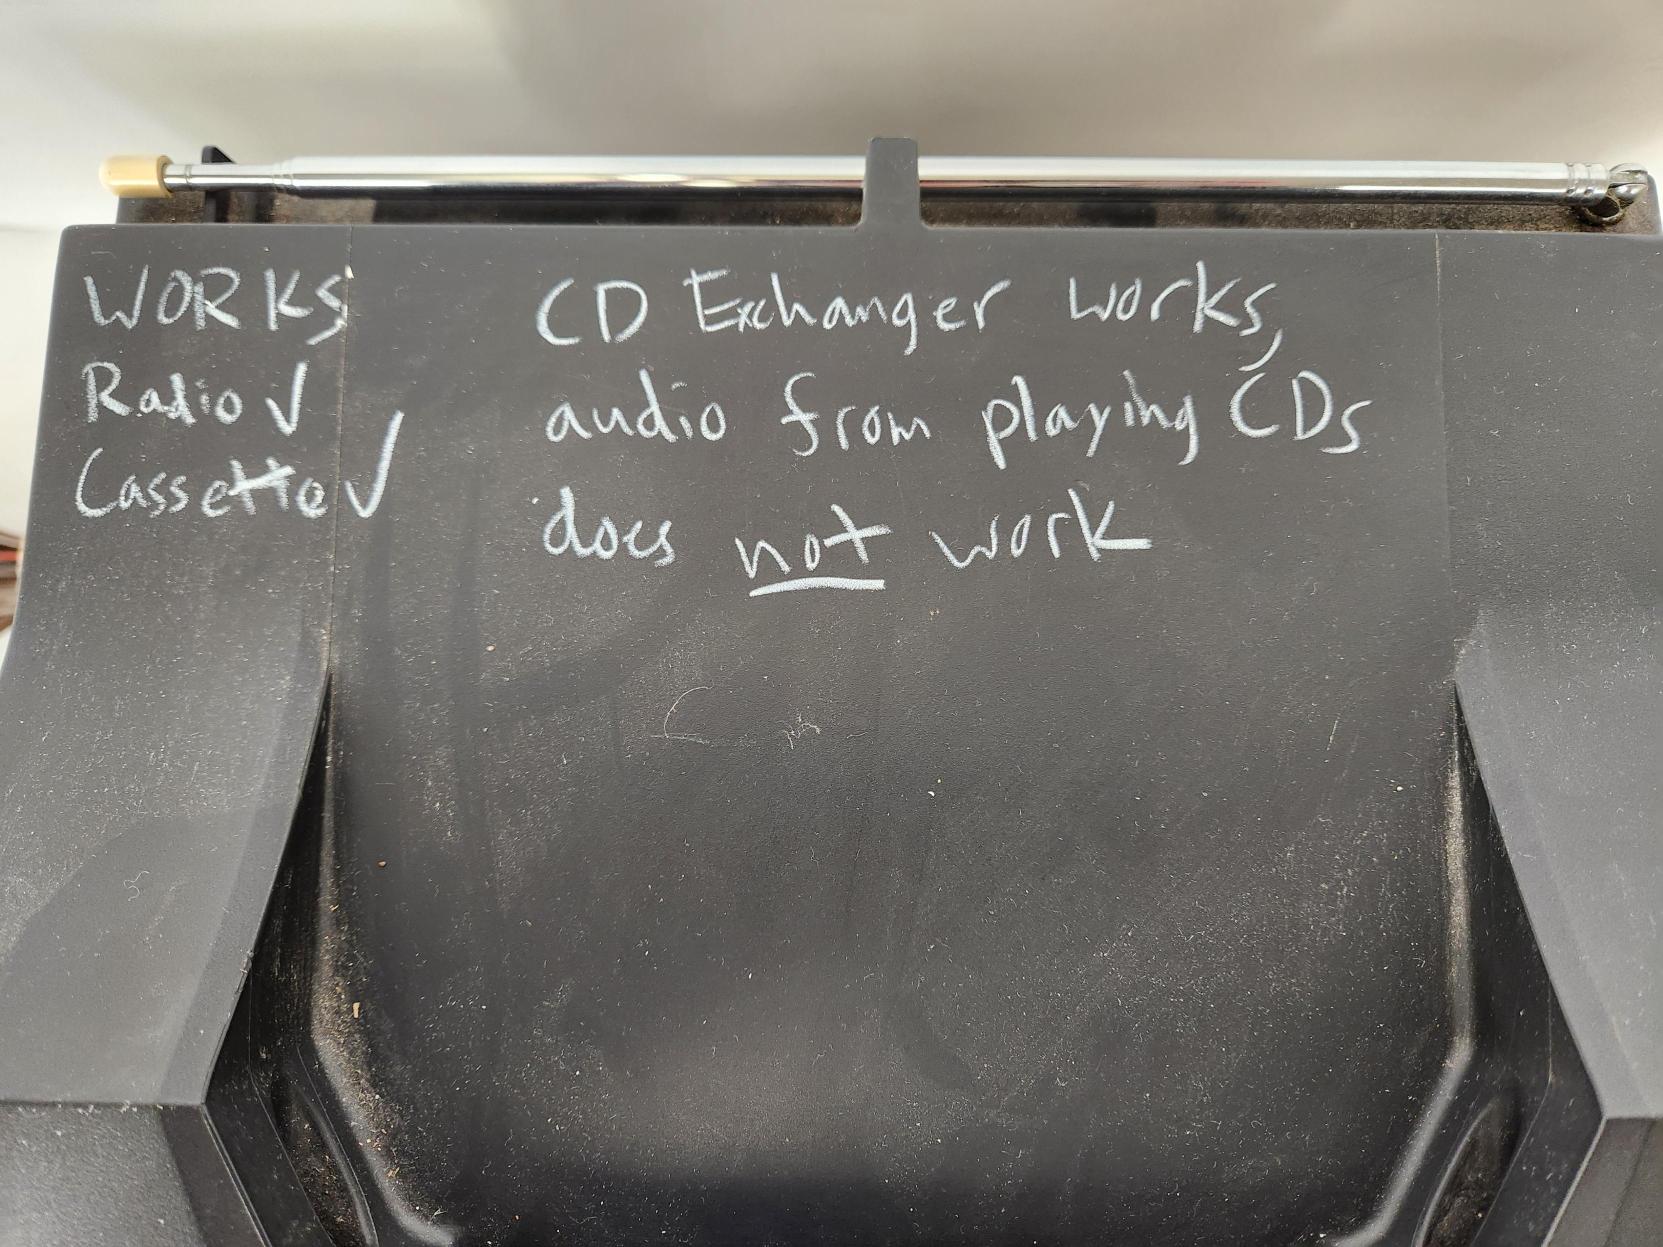 WORKS
Radio ✓
Cassette ✓
CD Exchanger works,
audio from playing CDs
does not work